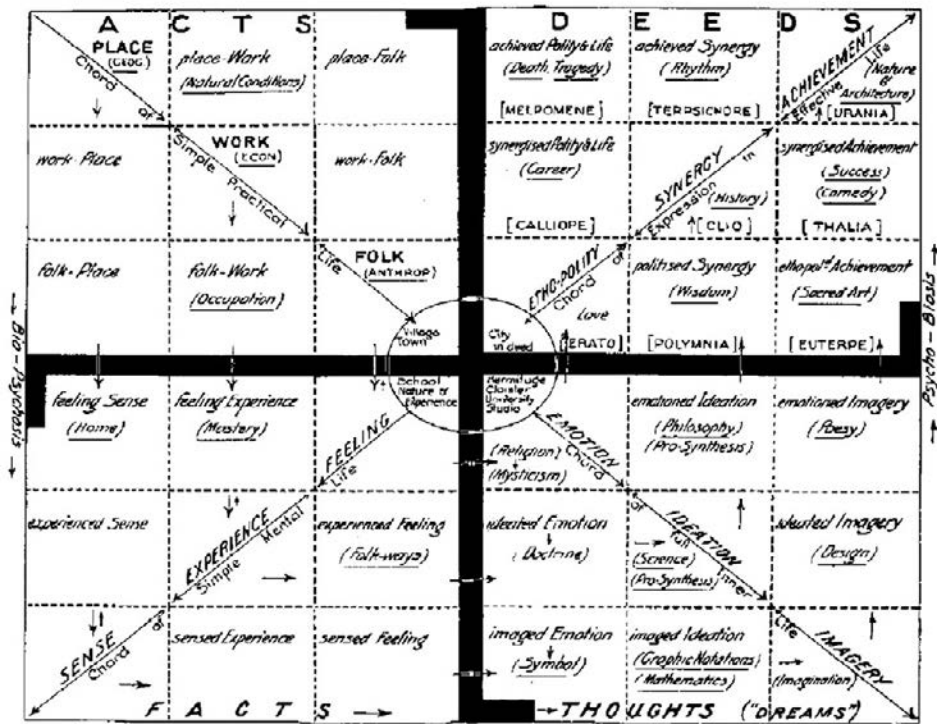 A C T S
D E E D S
PLACE
(GEOG)
place-Work
(Natural Conditions)
place-Folk
achieved Polity & Life
(Death, Tragedy)
[MELPOMENE]
achieved Synergy
(Rhythm)
[TERPSICHORE]
ACHIEVEMENT
Effective Life
(Nature
&
Architecture)
[URANIA]
Chord of
Simple Practical
Life
work-Place
WORK
(ECON)
work-Folk
synergised Polity & Life
(Career)
[CALLIOPE]
SYNERGY
Expression in
(History)
[CLIO]
synergised Achievement
(Success)
(Comedy)
[THALIA]
folk-Place
folk-Work
(Occupation)
FOLK
(ANTHROP)
ETHO-POLITY
Chord of
Love
[ERATO]
politised Synergy
(Wisdom)
[POLYMNIA]
ethopol^d Achievement
(Sacred Art)
[EUTERPE]
Village
Town
City
in deed
School
Nature &
Experience
Hermitage
Cloister
University
Studio
Bio-Psychosis
Psycho-Biosis
feeling Sense
(Home)
feeling Experience
(Mastery)
FEELING
Life
EMOTION
Chord
(Religion)
(Mysticism)
emotioned Ideation
(Philosophy)
(Pro-Synthesis)
emotioned Imagery
(Poesy)
experienced Sense
EXPERIENCE
Simple Mental
experienced Feeling
(Folk-ways)
ideated Emotion
(Doctrine)
IDEATION
of full Inner
(Science)
(Pro-Synthesis)
ideated Imagery
(Design)
SENSE
Chord of
sensed Experience
sensed Feeling
imaged Emotion
(Symbol)
imaged Ideation
(Graphic Notations)
(Mathematics)
IMAGERY
Life
(Imagination)
F A C T S
THOUGHTS ("DREAMS")